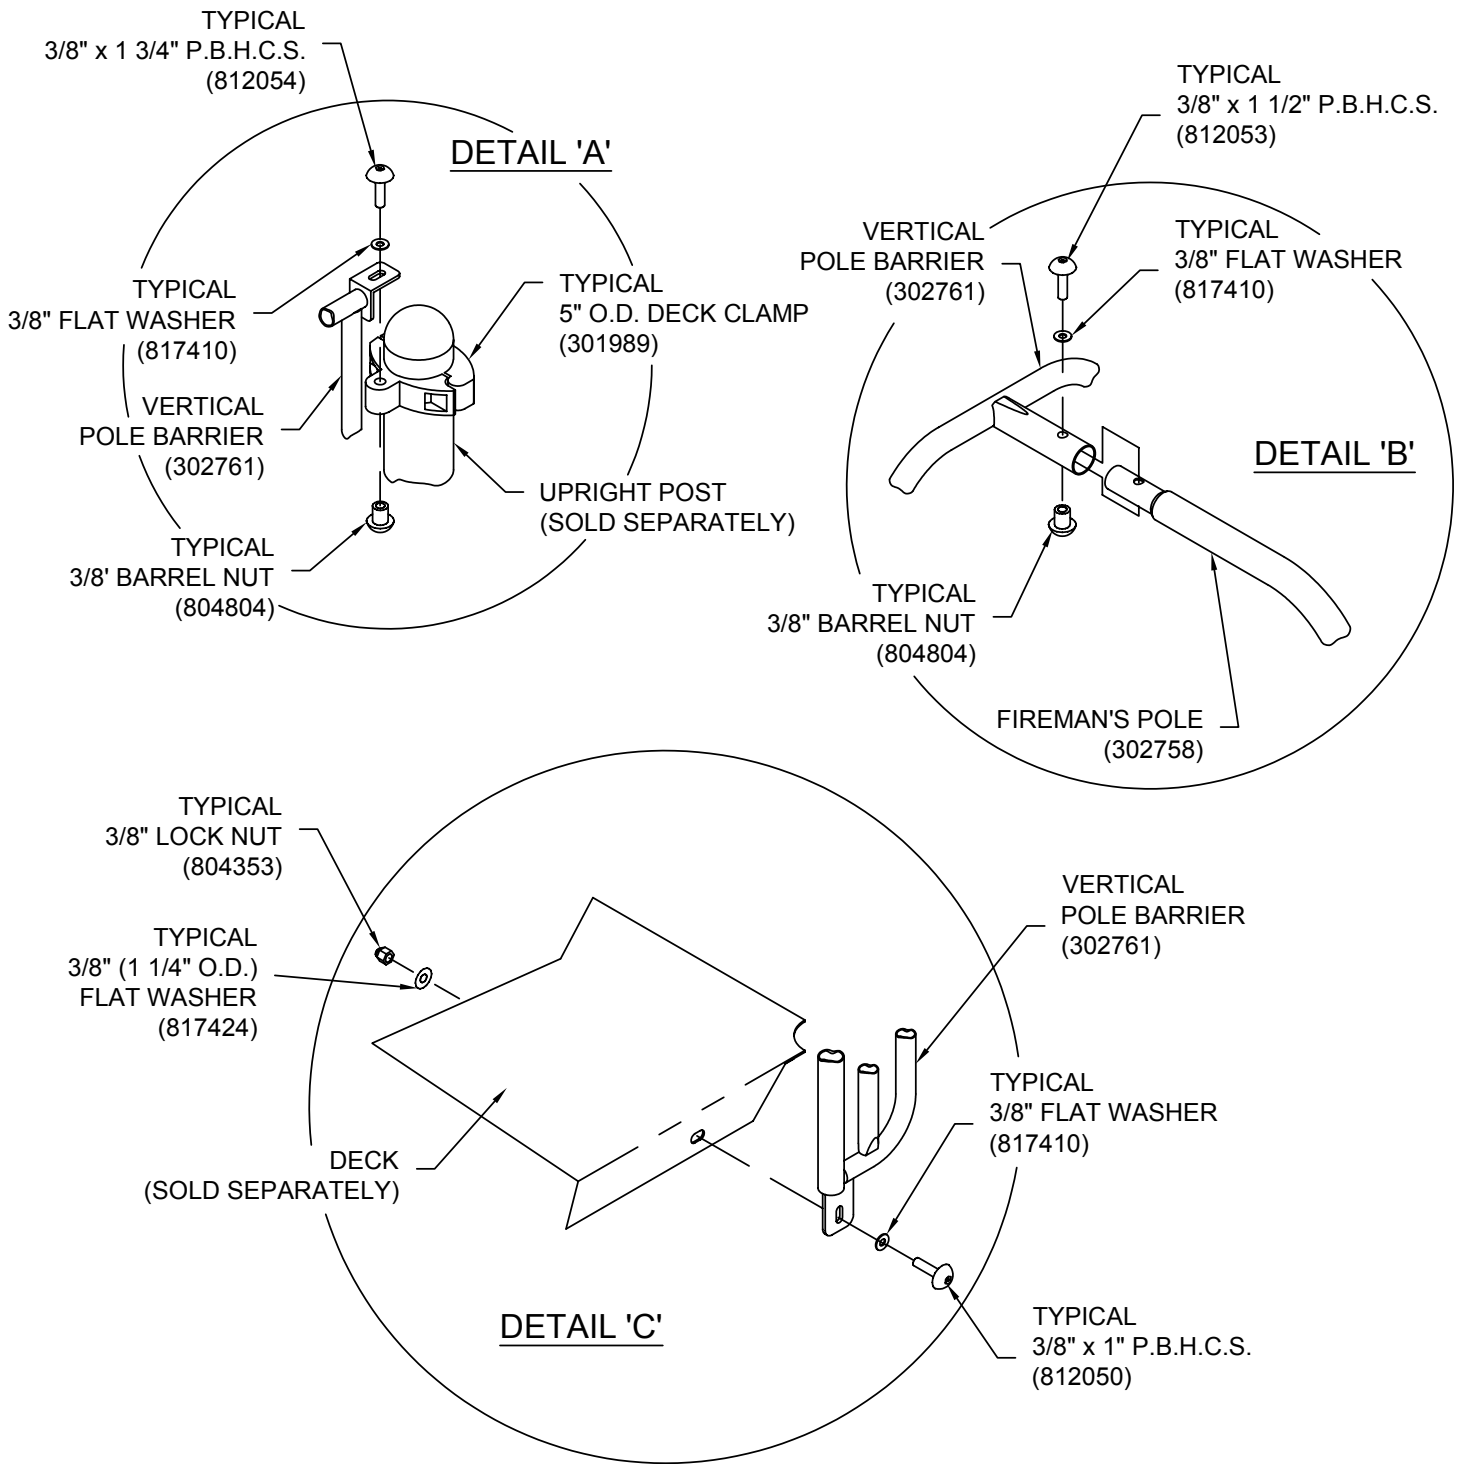 TYPICAL
3/8" x 1 3/4" P.B.H.C.S.
(812054)
DETAIL 'A'
TYPICAL
3/8" FLAT WASHER
(817410)
TYPICAL
5" O.D. DECK CLAMP
(301989)
VERTICAL
POLE BARRIER
(302761)
UPRIGHT POST
(SOLD SEPARATELY)
TYPICAL
3/8' BARREL NUT
(804804)
TYPICAL
3/8" x 1 1/2" P.B.H.C.S.
(812053)
VERTICAL
POLE BARRIER
(302761)
TYPICAL
3/8" FLAT WASHER
(817410)
DETAIL 'B'
TYPICAL
3/8" BARREL NUT
(804804)
FIREMAN'S POLE
(302758)
TYPICAL
3/8" LOCK NUT
(804353)
TYPICAL
3/8" (1 1/4" O.D.)
FLAT WASHER
(817424)
VERTICAL
POLE BARRIER
(302761)
TYPICAL
3/8" FLAT WASHER
(817410)
DECK
(SOLD SEPARATELY)
DETAIL 'C'
TYPICAL
3/8" x 1" P.B.H.C.S.
(812050)